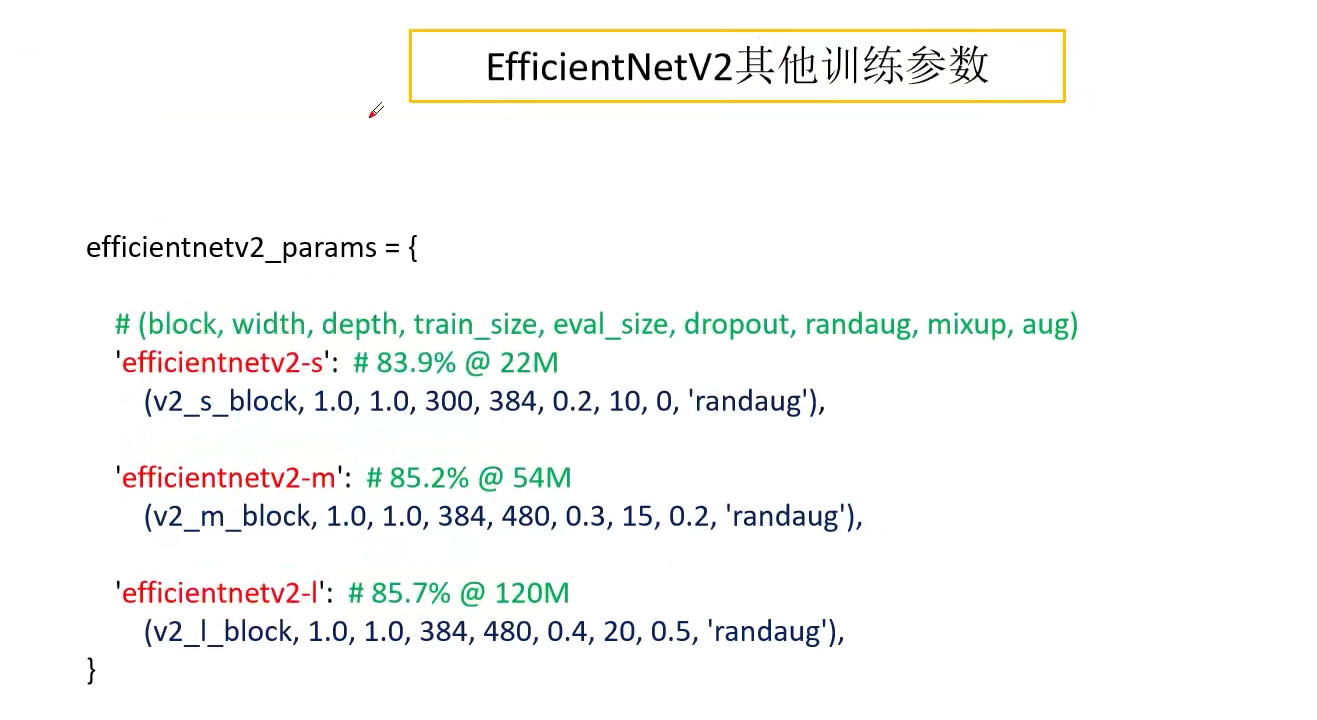 EfficientNetV2其他训练参数
efficientnetv2_params = {
# (block, width, depth, train_size, eval_size, dropout, randaug, mixup, aug)
'efficientnetv2-s': # 83.9% @ 22M
(v2_s_block, 1.0, 1.0, 300, 384, 0.2, 10, 0, 'randaug'),
'efficientnetv2-m': # 85.2% @ 54M
(v2_m_block, 1.0, 1.0, 384, 480, 0.3, 15, 0.2, 'randaug'),
'efficientnetv2-l': # 85.7% @ 120M
(v2_l_block, 1.0, 1.0, 384, 480, 0.4, 20, 0.5, 'randaug'),
}